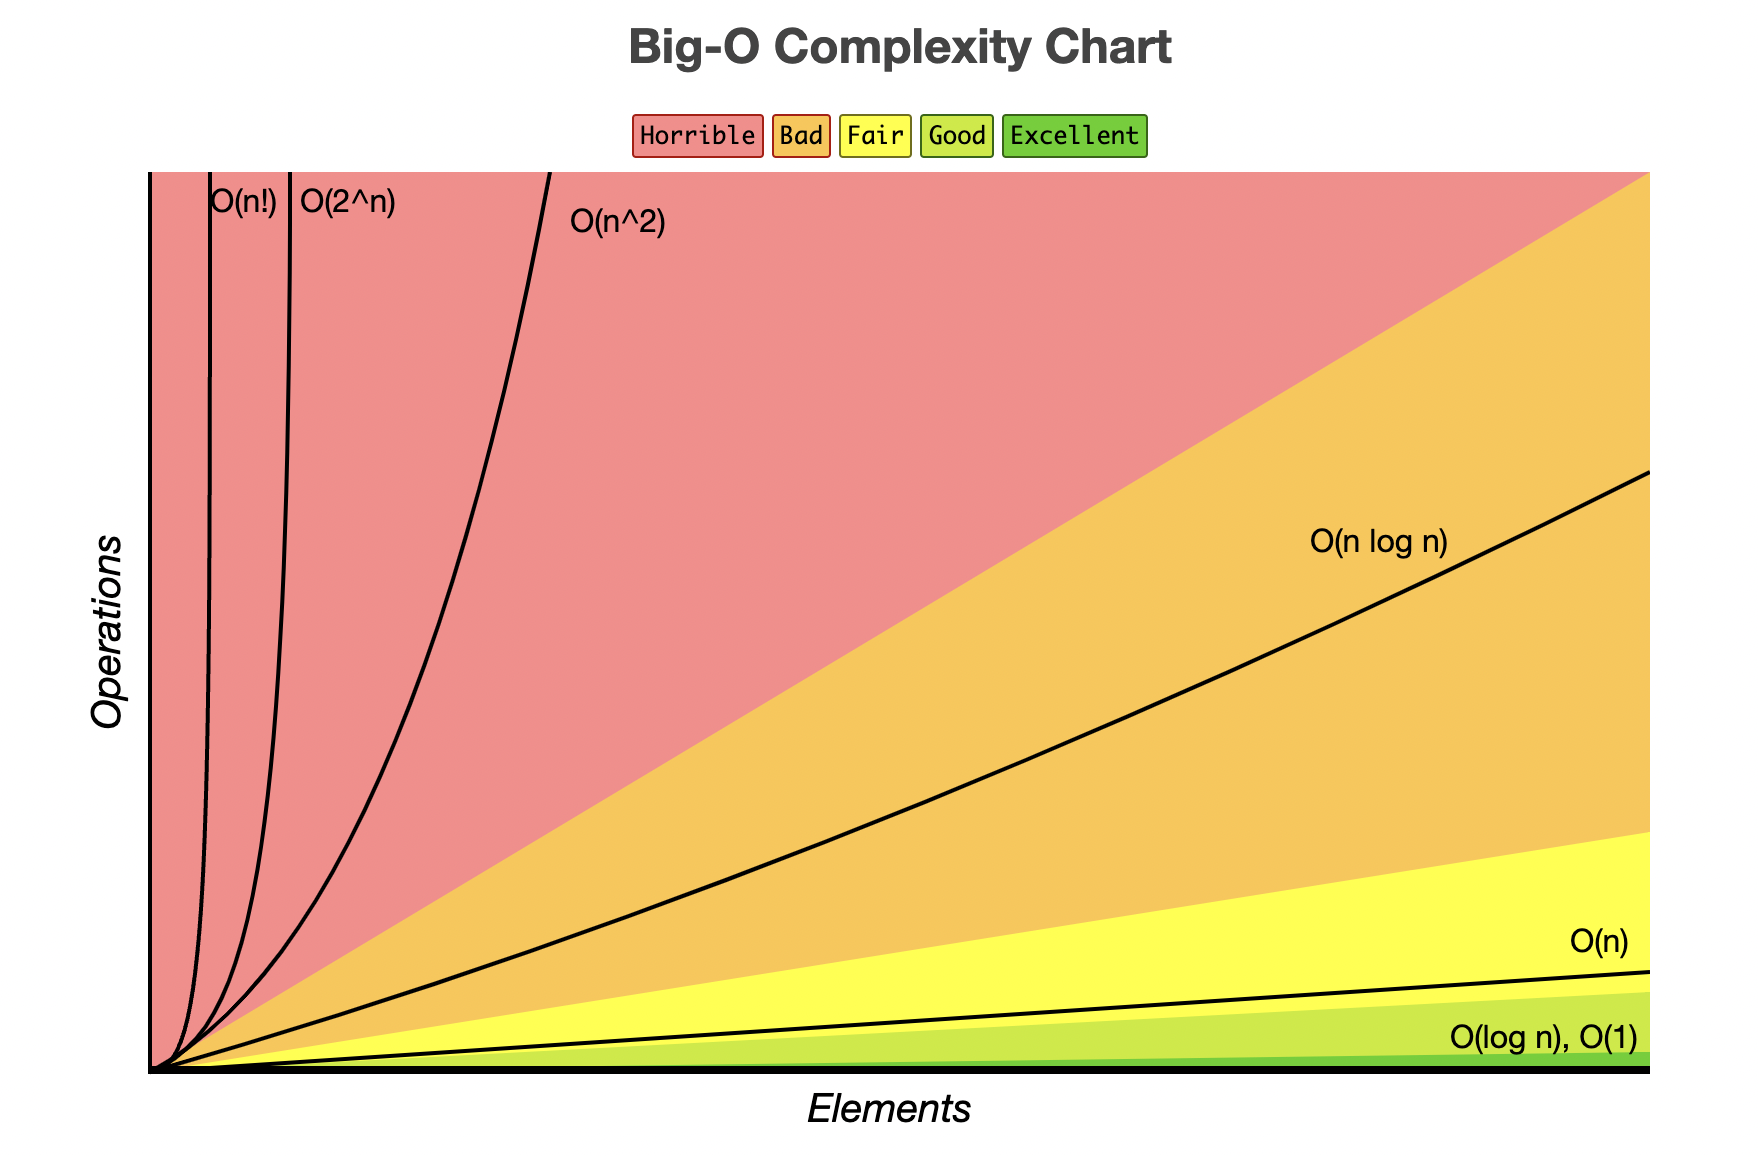 Big-O Complexity Chart
Horrible Bad Fair Good Excellent
O(n!) O(2^n)
O(n^2)
O(n log n)
Operations
O(n)
O(log n), O(1)
Elements